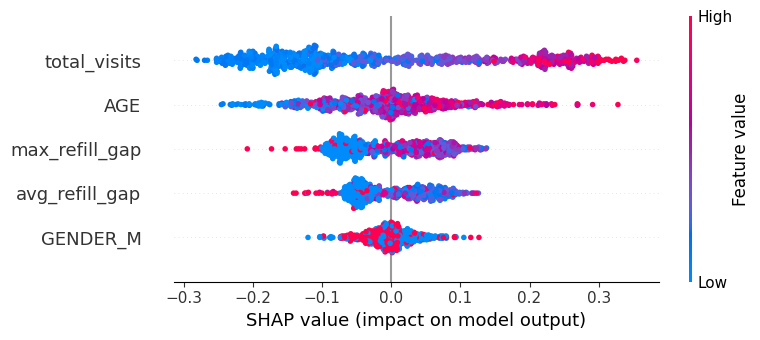 High
total_visits
AGE
max_refill_gap
avg_refill_gap
GENDER_M
Feature value
Low
−0.3 −0.2 −0.1 0.0 0.1 0.2 0.3
SHAP value (impact on model output)